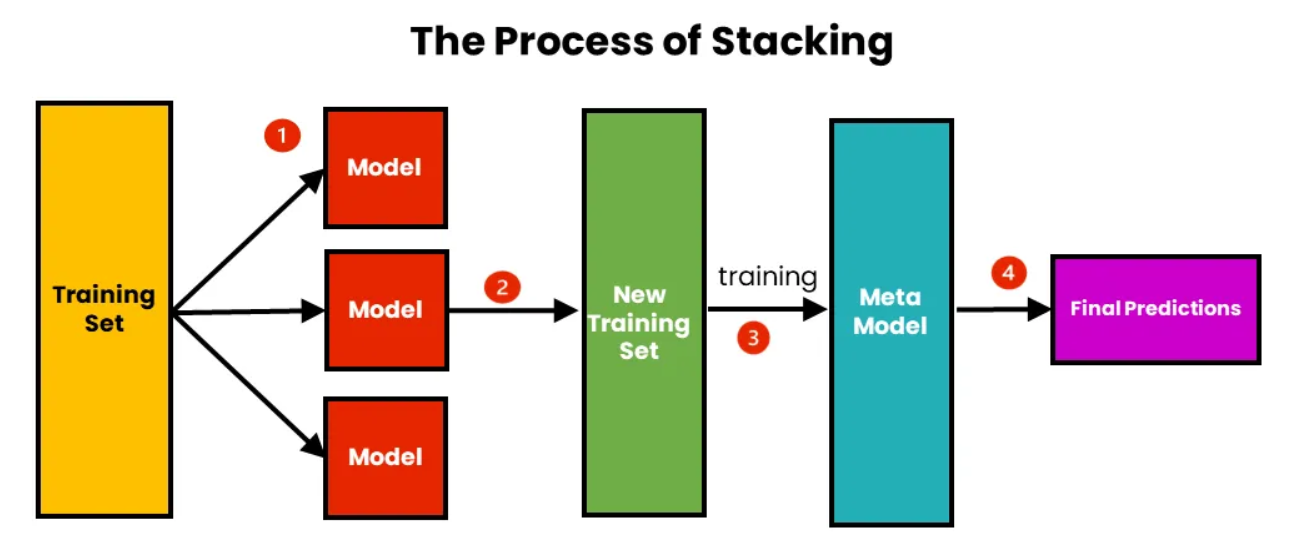 The Process of Stacking
Training
Set
1
Model
Model
Model
2
New
Training
Set
training
3
Meta
Model
4
Final Predictions